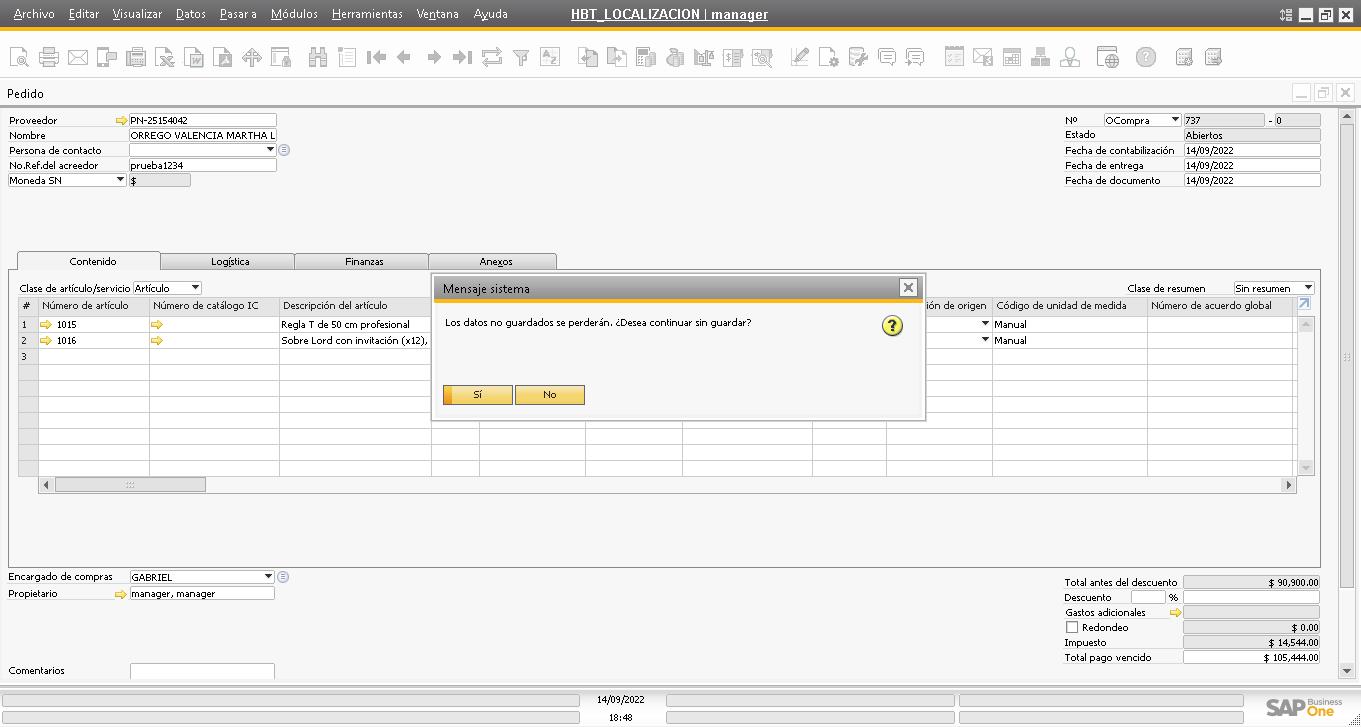 Archivo Editar Visualizar Datos Pasar a Módulos Herramientas Ventana Ayuda HBT_LOCALIZACION | manager
Pedido
Proveedor PN-25154042
Nombre ORREGO VALENCIA MARTHA L
Persona de contacto
No.Ref.del acreedor prueba1234
Moneda SN $
Nº OCompra 737 - 0
Estado Abiertos
Fecha de contabilización 14/09/2022
Fecha de entrega 14/09/2022
Fecha de documento 14/09/2022
Contenido Logística Finanzas Anexos
Clase de artículo/servicio Artículo Clase de resumen Sin resumen
# Número de artículo Número de catálogo IC Descripción del artículo ión de origen Código de unidad de medida Número de acuerdo global
1 1015 Regla T de 50 cm profesional Manual
2 1016 Sobre Lord con invitación (x12), Manual
3
Mensaje sistema
Los datos no guardados se perderán. ¿Desea continuar sin guardar?
?
Sí No
Encargado de compras GABRIEL
Propietario manager, manager
Comentarios
Total antes del descuento $ 90,900.00
Descuento %
Gastos adicionales
Redondeo $ 0.00
Impuesto $ 14,544.00
Total pago vencido $ 105,444.00
14/09/2022
18:48
SAP Business One